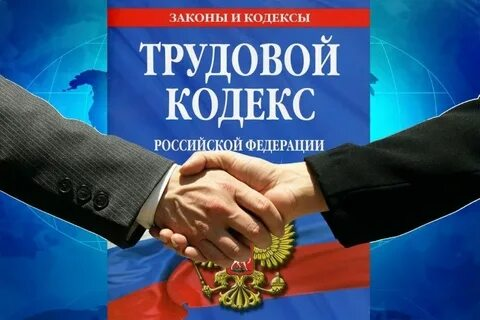 ЗАКОНЫ И КОДЕКСЫ
ТРУДОВОЙ
КОДЕКС
РОССИЙСКОЙ ФЕДЕРАЦИИ